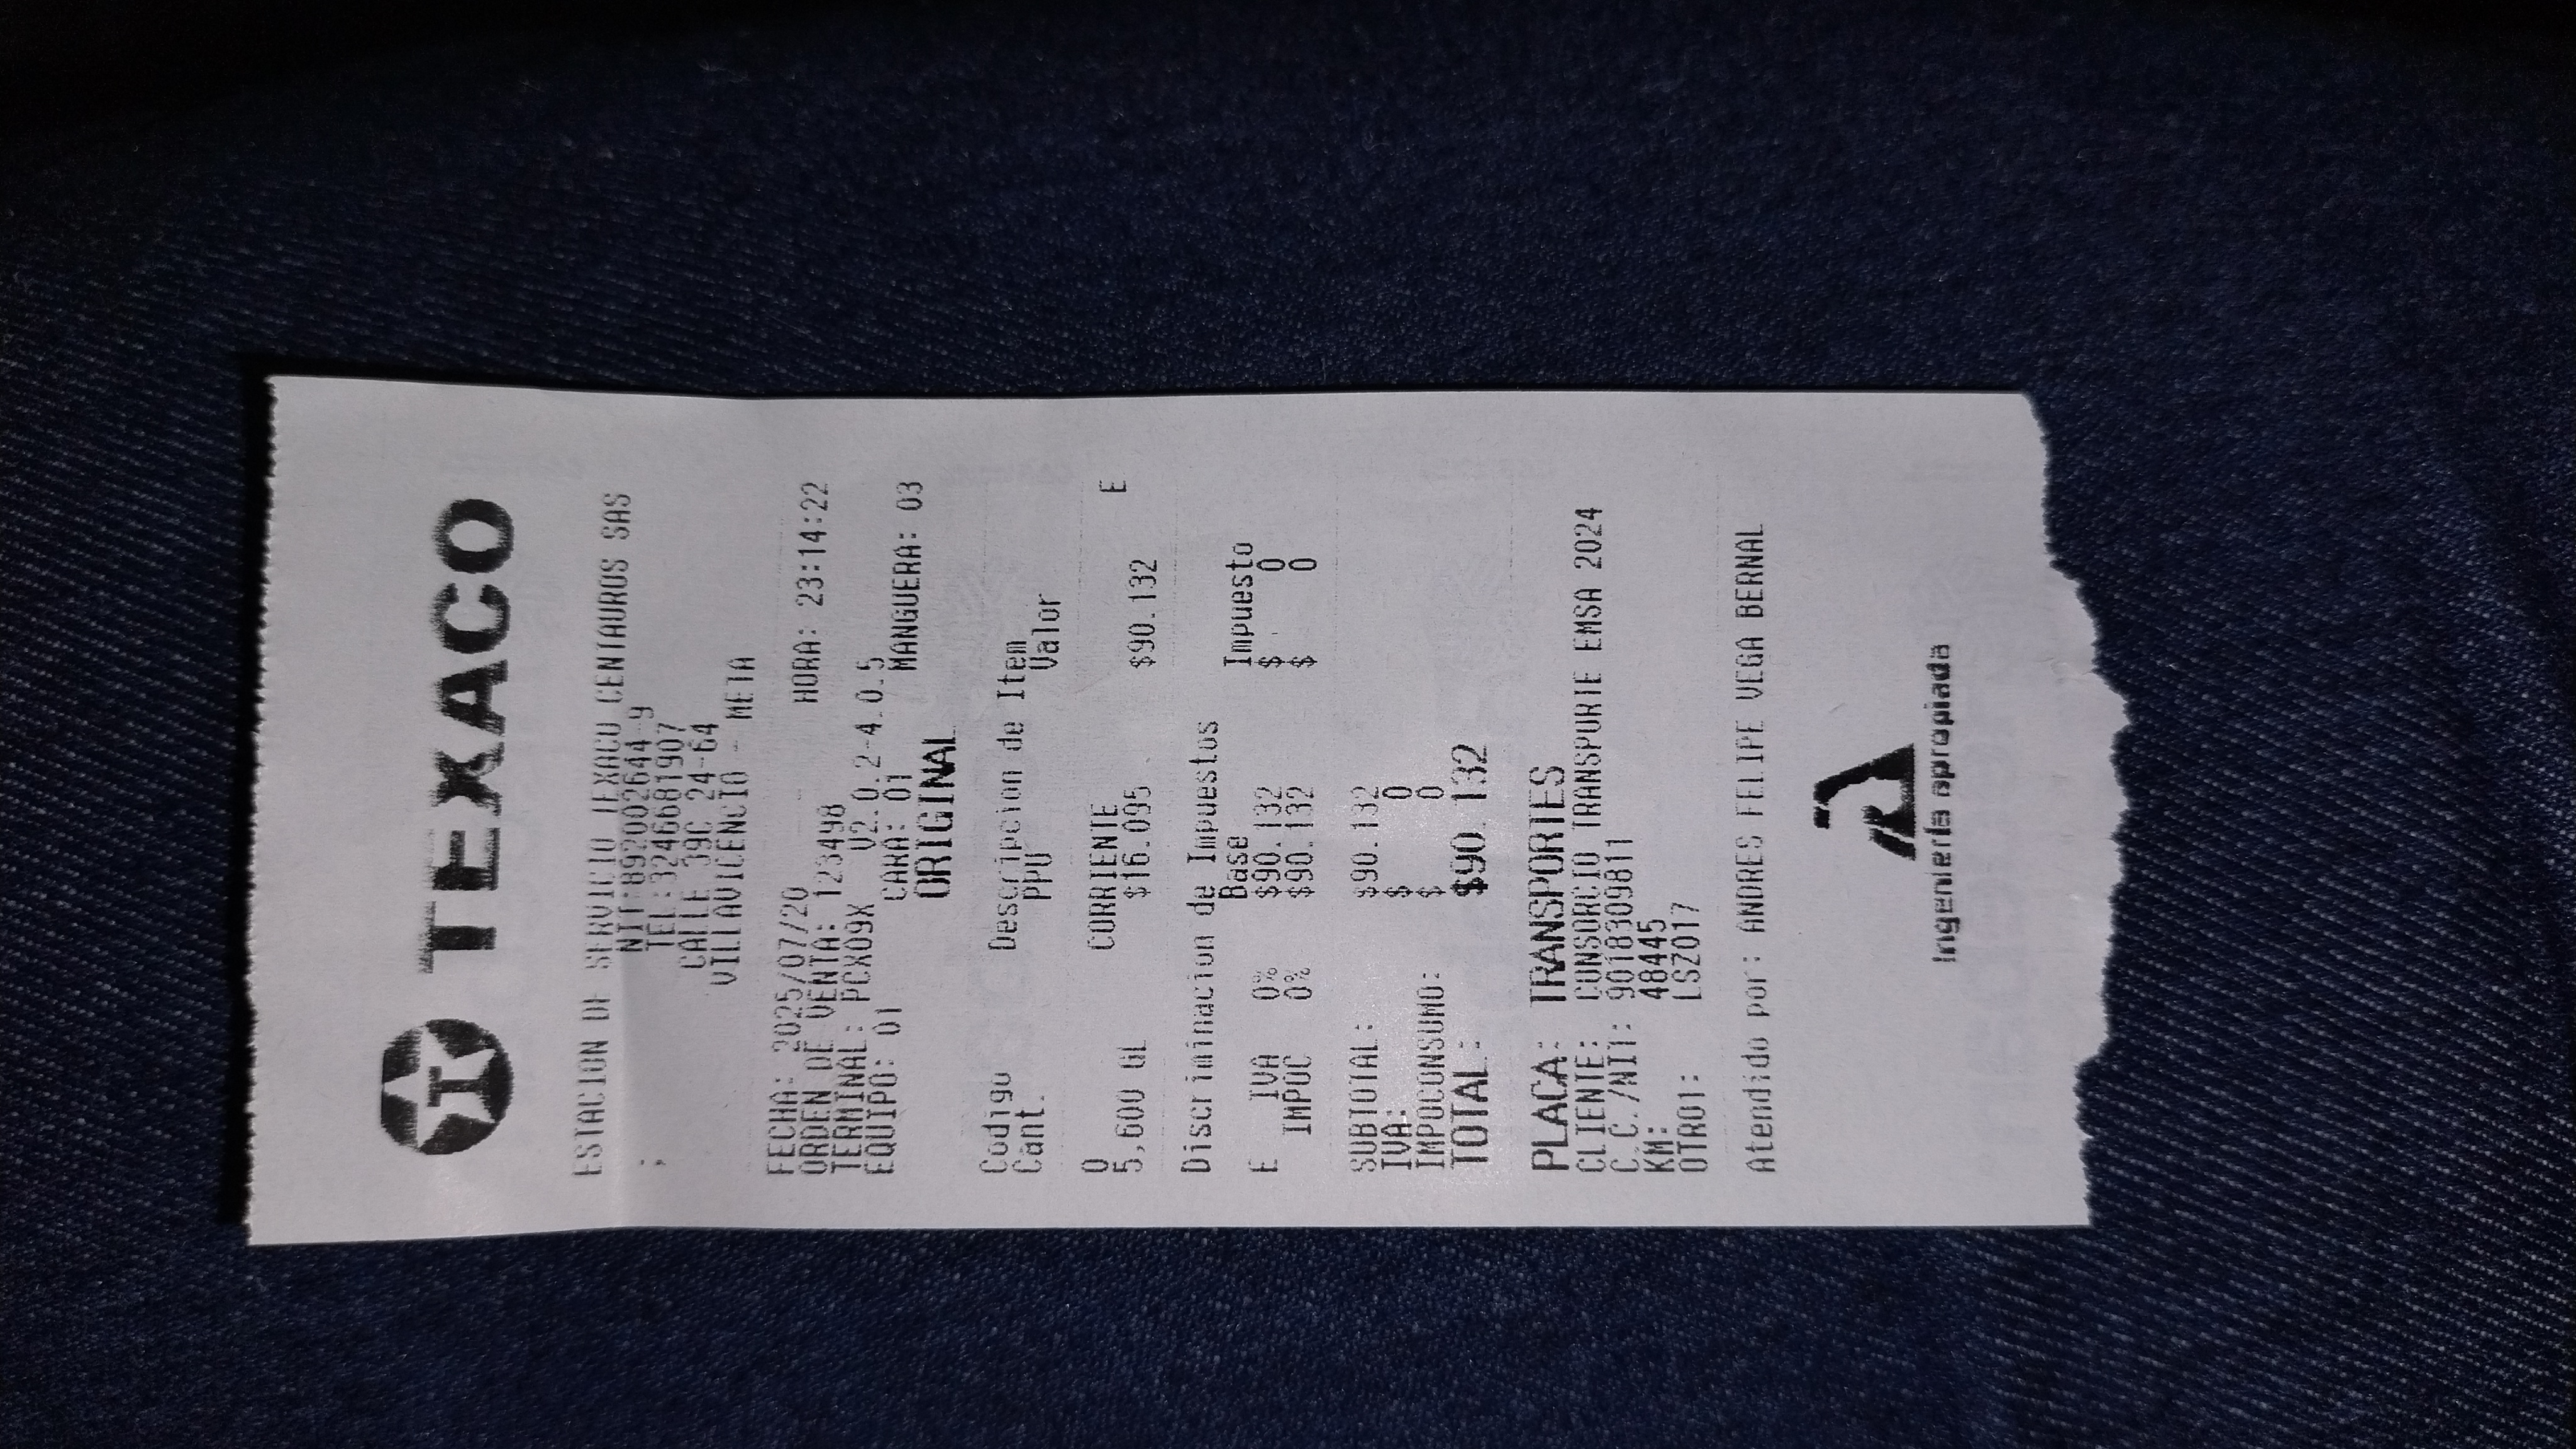 TEXACO
ESTACION DE SERVICIO TEXACO CENTAUROS SAS
NIT:892002644-9
TEL:3246681907
CALLE 39C 24-64
VILLAVICENCIO - META
FECHA: 2025/07/20 HORA: 23:14:22
ORDEN DE VENTA: 123498
TERMINAL: PCX09X V2.0.2-4.0.5
EQUIPO: 01 CARA: 01 MANGUERA: 03
ORIGINAL
Codigo Descripcion de Item
Cant. PPU Valor
0 CORRIENTE E
5,600 GL $16.095 $90.132
Discriminacion de Impuestos
Base Impuesto
E IVA 0% $90.132 $ 0
IMPOC 0% $90.132 $ 0
SUBTOTAL: $90.132
IVA: $ 0
IMPOCONSUMO: $ 0
TOTAL: $90.132
PLACA: TRANSPORTES
CLIENTE: CONSORCIO TRANSPORTE EMSA 2024
C.C./NIT: 9018309811
KM: 48445
OTRO1: LSZ017
Atendido por: ANDRES FELIPE VEGA BERNAL
Ingeniería apropiada